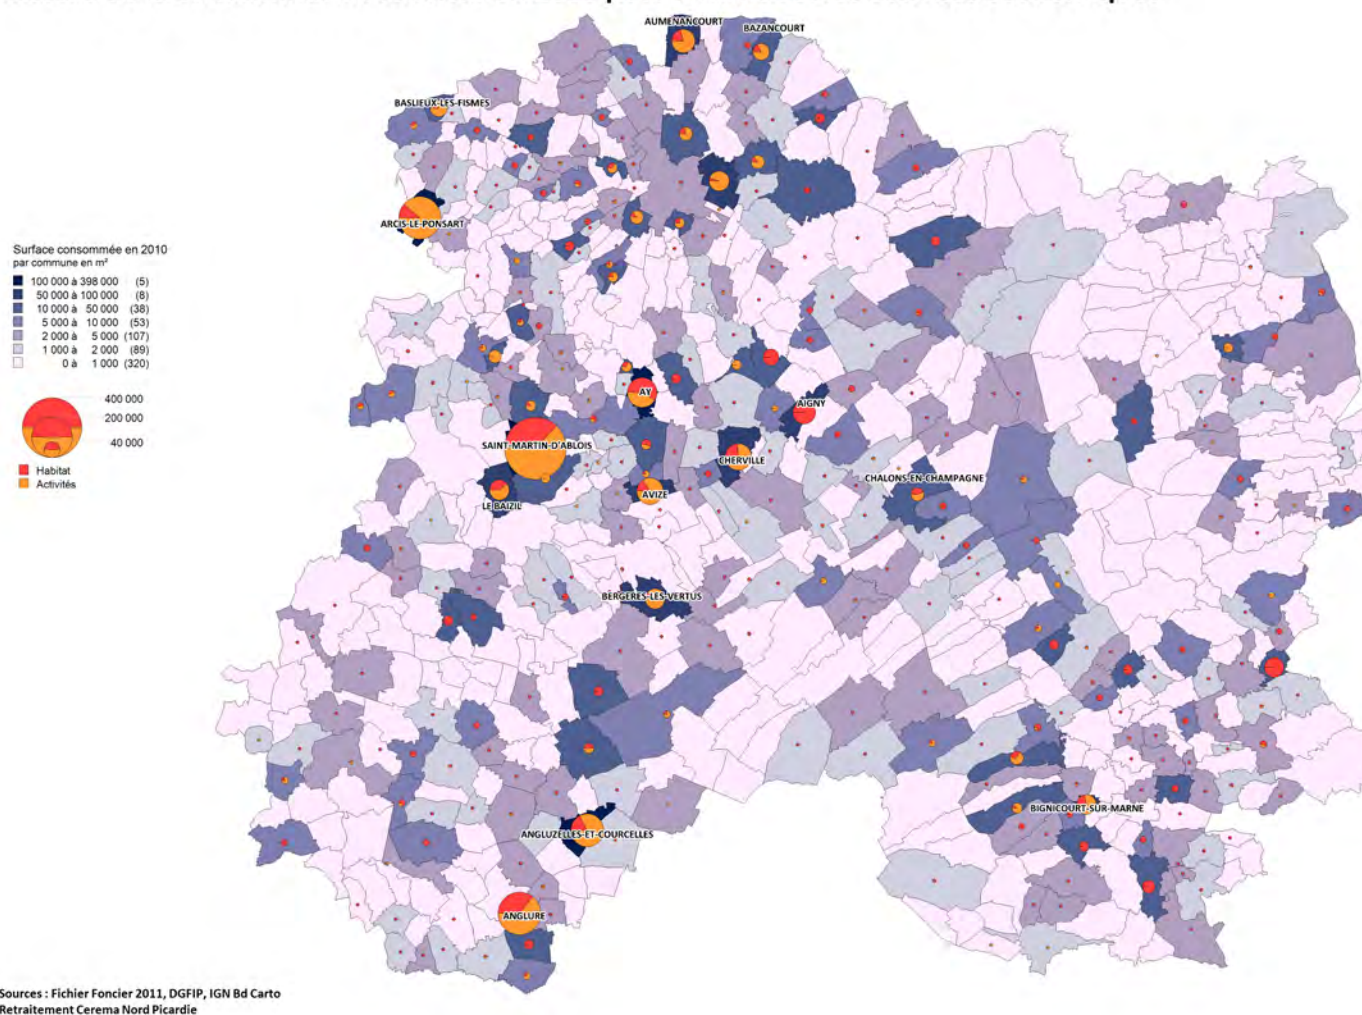 AUMENANCOURT
BAZANCOURT
BASLIEUX-LES-FISMES
ARCIS-LE-PONSART
Surface consommée en 2010
par commune en m²
100 000 à 398 000 (5)
50 000 à 100 000 (8)
10 000 à 50 000 (38)
5 000 à 10 000 (53)
2 000 à 5 000 (107)
1 000 à 2 000 (89)
0 à 1 000 (320)
400 000
200 000
40 000
Habitat
Activités
AY
AIGNY
SAINT-MARTIN-D'ABLOIS
CHERVILLE
CHALONS-EN-CHAMPAGNE
LE BAIZIL
AVIZE
BERGERES-LES-VERTUS
BIGNICOURT-SUR-MARNE
ANGLUZELLES-ET-COURCELLES
ANGLURE
Sources : Fichier Foncier 2011, DGFIP, IGN Bd Carto
Retraitement Cerema Nord Picardie